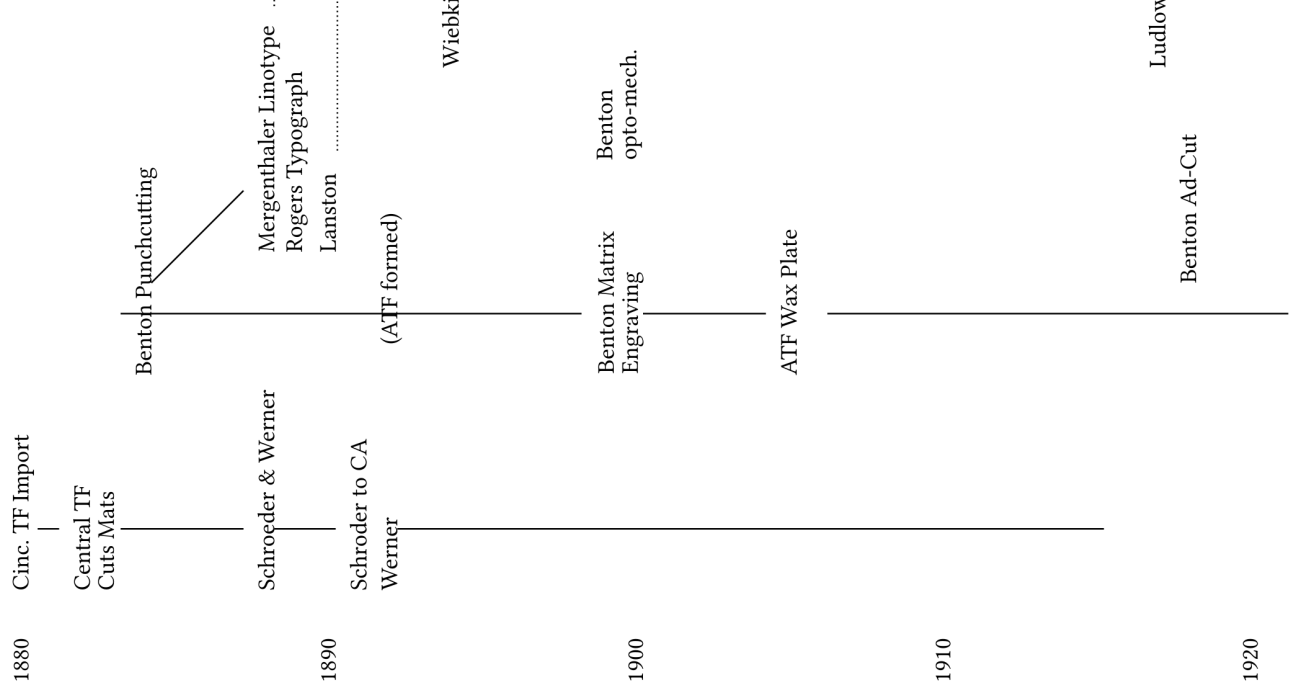 Cinc. TF Import
Central TF
Cuts Mats
Schroeder & Werner
Schroder to CA
Werner
Benton Punchcutting
Mergenthaler Linotype
Rogers Typograph
Lanston
(ATF formed)
Wiebki
Benton
opto-mech.
Benton Matrix
Engraving
ATF Wax Plate
Ludlow
Benton Ad-Cut
1880
1890
1900
1910
1920